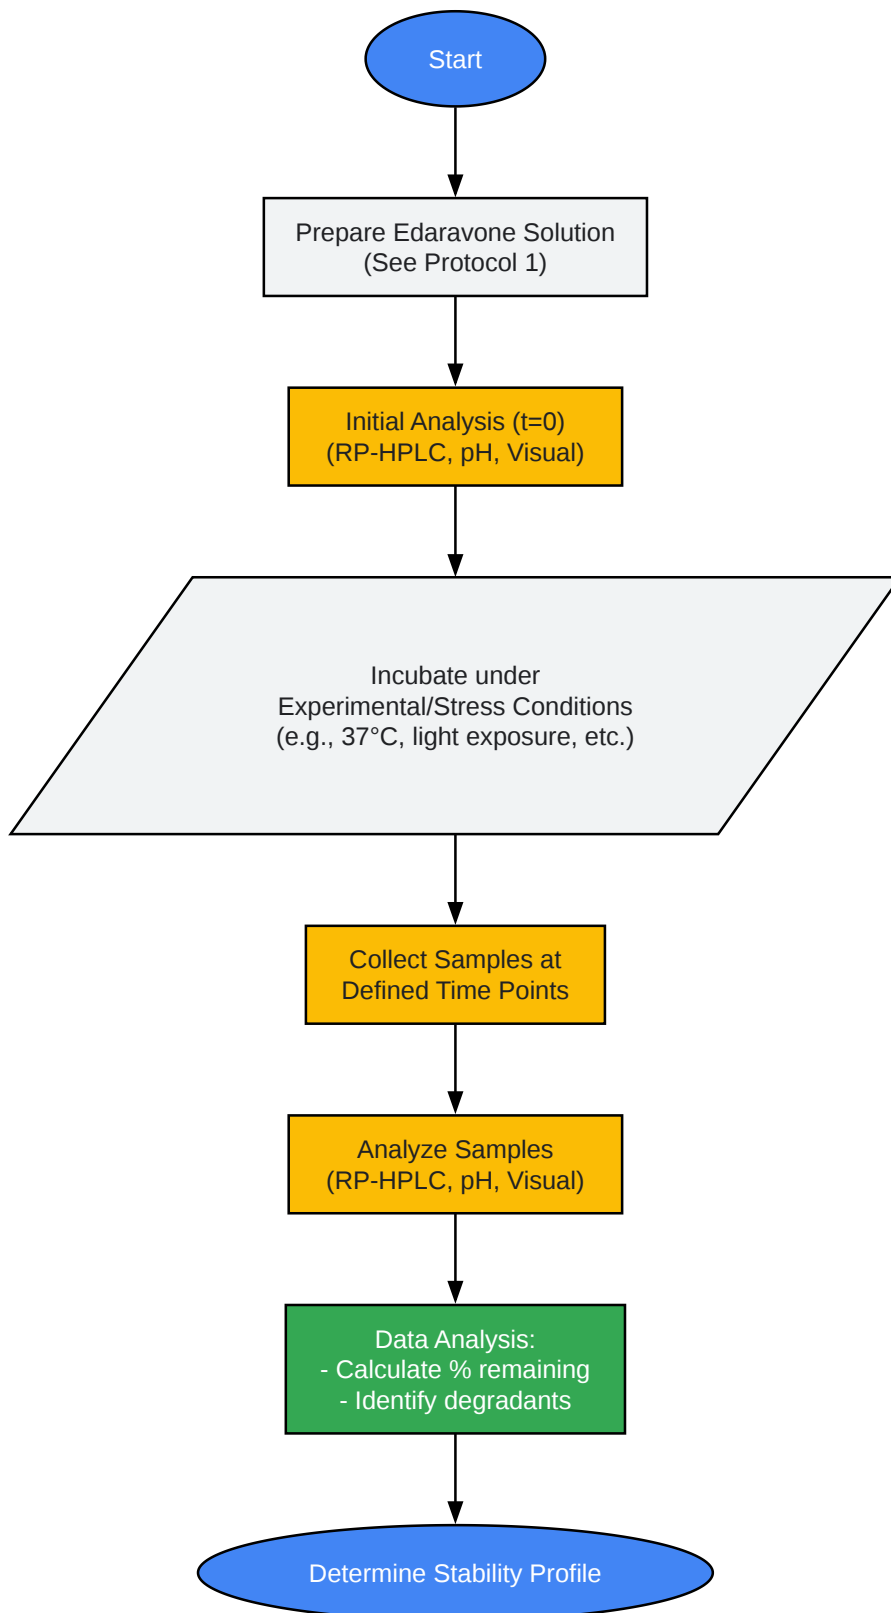 Start
Prepare Edaravone Solution
(See Protocol 1)
Initial Analysis (t=0)
(RP-HPLC, pH, Visual)
Incubate under
Experimental/Stress Conditions
(e.g., 37°C, light exposure, etc.)
Collect Samples at
Defined Time Points
Analyze Samples
(RP-HPLC, pH, Visual)
Data Analysis:
- Calculate % remaining
- Identify degradants
Determine Stability Profile